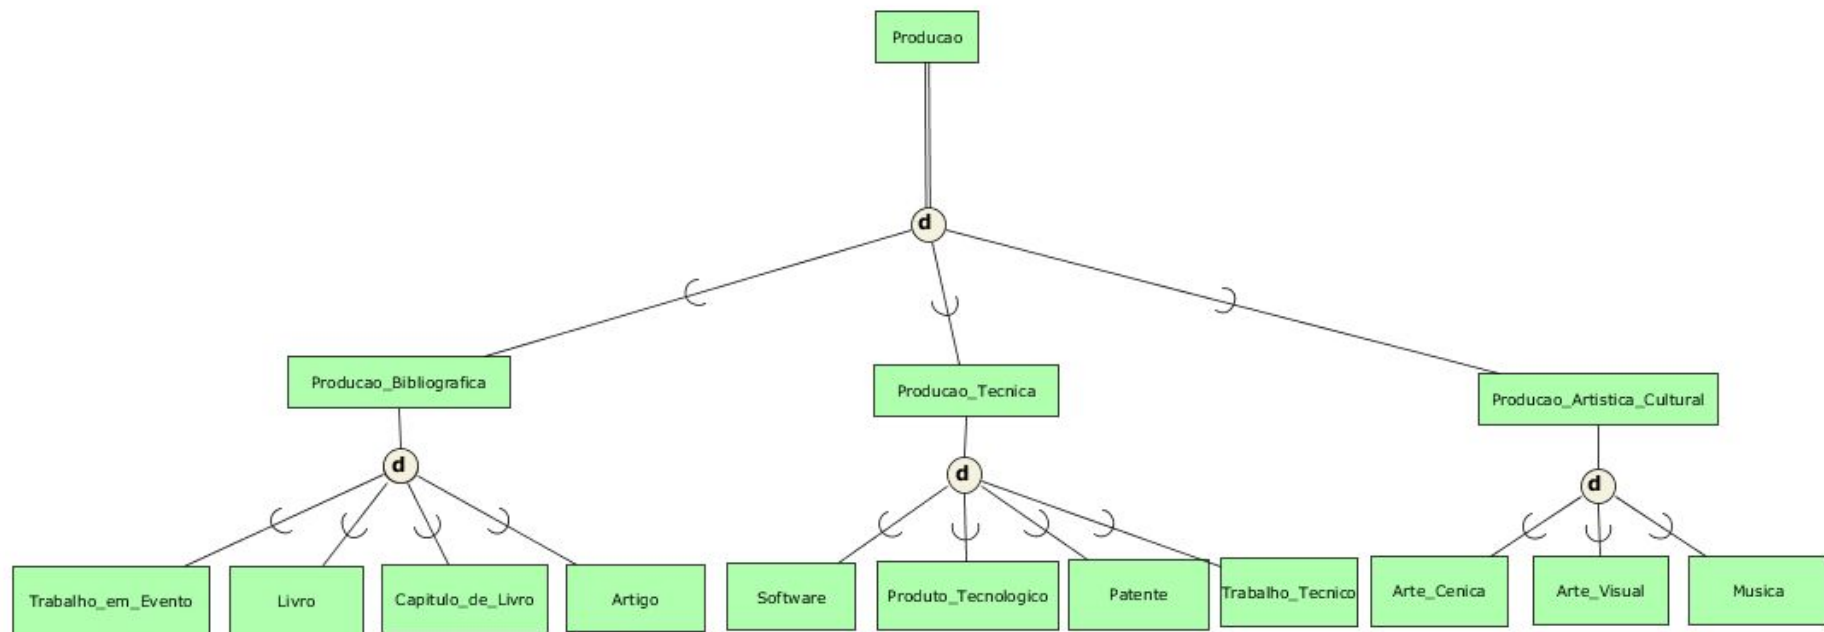 Producao
d
Producao_Bibliografica
Producao_Tecnica
Producao_Artistica_Cultural
d
d
d
Trabalho_em_Evento
Livro
Capitulo_de_Livro
Artigo
Software
Produto_Tecnologico
Patente
Trabalho_Tecnico
Arte_Cenica
Arte_Visual
Musica